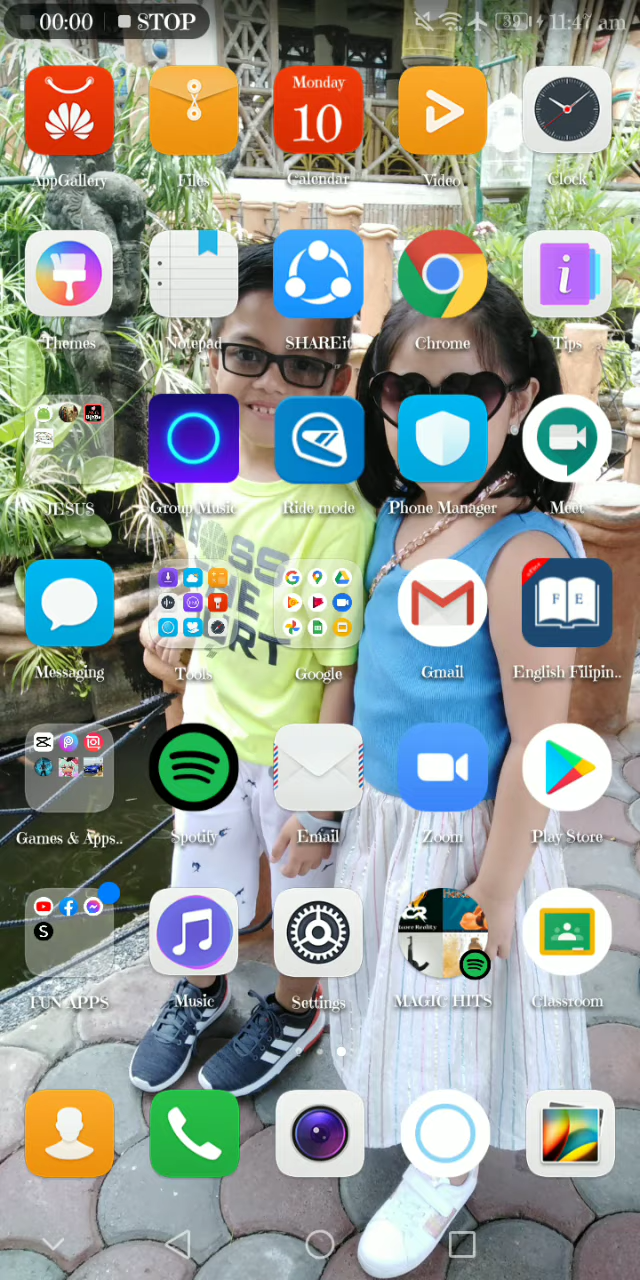 00:00 STOP 39 11:47 am
Monday
10
AppGallery Files Calendar Video Clock
Themes Notepad SHAREit Chrome Tips
JESUS Group Music Ride mode Phone Manager Meet
BOSS
F E
Messaging Tools Google Gmail English Filipin..
Games & Apps.. Spotify Email Zoom Play Store
FUN APPS Music Settings MAGIC HITS Classroom